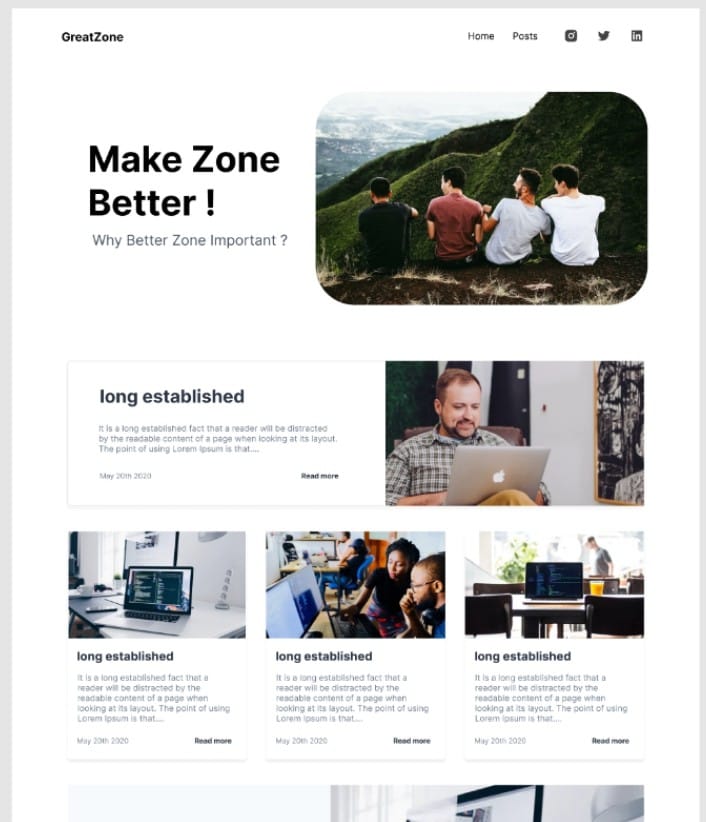 GreatZone
Home Posts
Make Zone
Better !
Why Better Zone Important ?
long established
It is a long established fact that a reader will be distracted
by the readable content of a page when looking at its layout.
The point of using Lorem Ipsum is that....
May 20th 2020 Read more
long established
It is a long established fact that a
reader will be distracted by the
readable content of a page when
looking at its layout. The point of using
Lorem Ipsum is that....
May 20th 2020 Read more
long established
It is a long established fact that a
reader will be distracted by the
readable content of a page when
looking at its layout. The point of using
Lorem Ipsum is that....
May 20th 2020 Read more
long established
It is a long established fact that a
reader will be distracted by the
readable content of a page when
looking at its layout. The point of using
Lorem Ipsum is that....
May 20th 2020 Read more